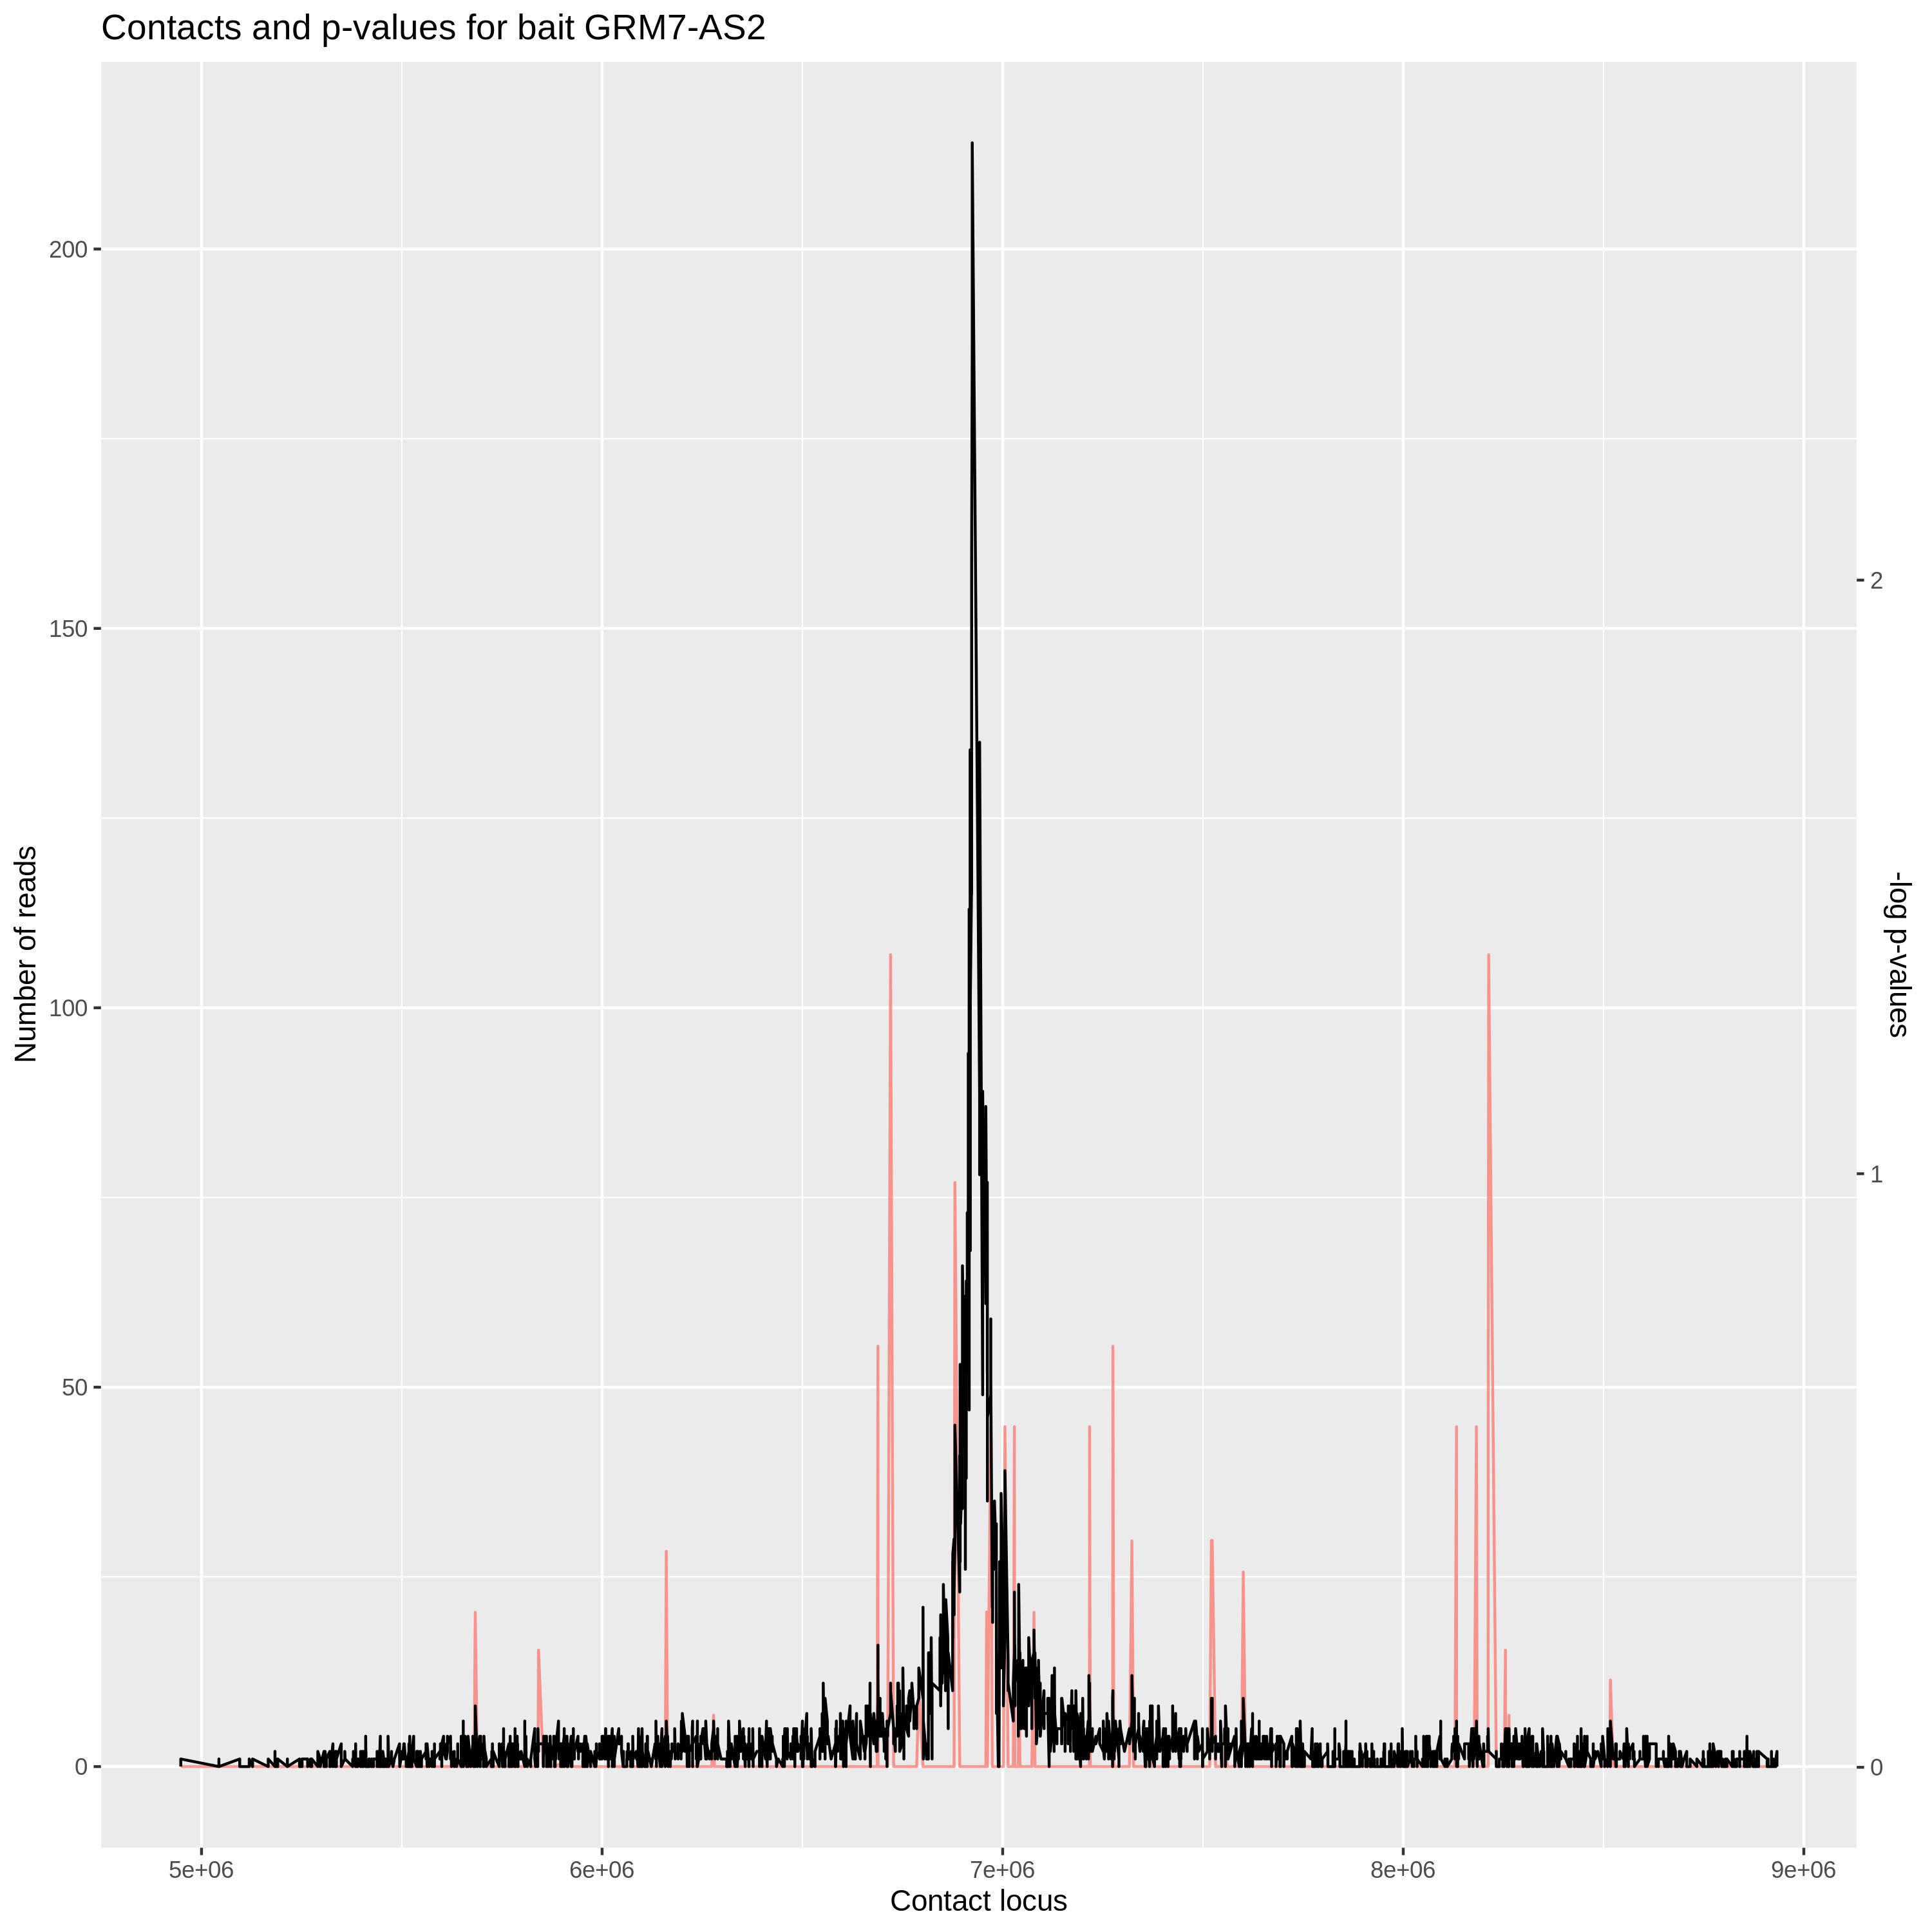 Contacts and p-values for bait GRM7-AS2
200
150
100
50
0
Number of reads
2
1
0
-log p-values
5e+06
6e+06
7e+06
8e+06
9e+06
Contact locus